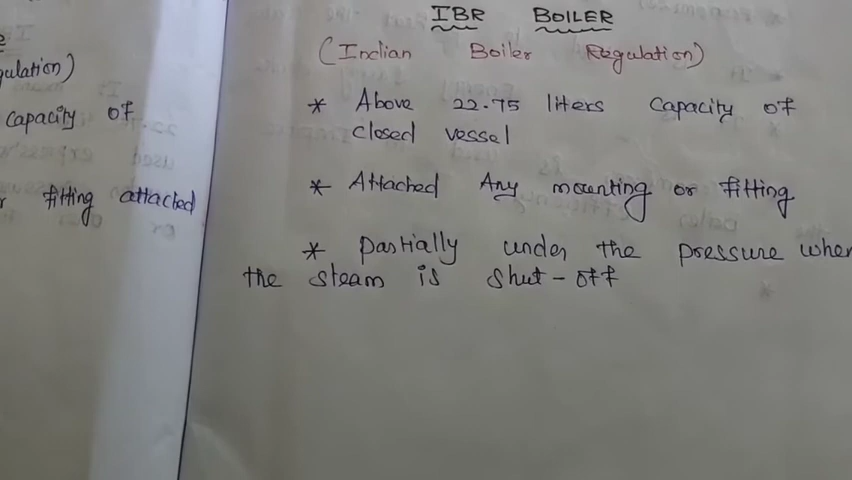 gulation)
capacity of
fitting attached
IBR BOILER
(Indian Boiler Regulation)
* Above 22.75 liters capacity of
closed vessel
* Attached Any mounting or fitting
* Partially under the pressure when
the steam is shut-off